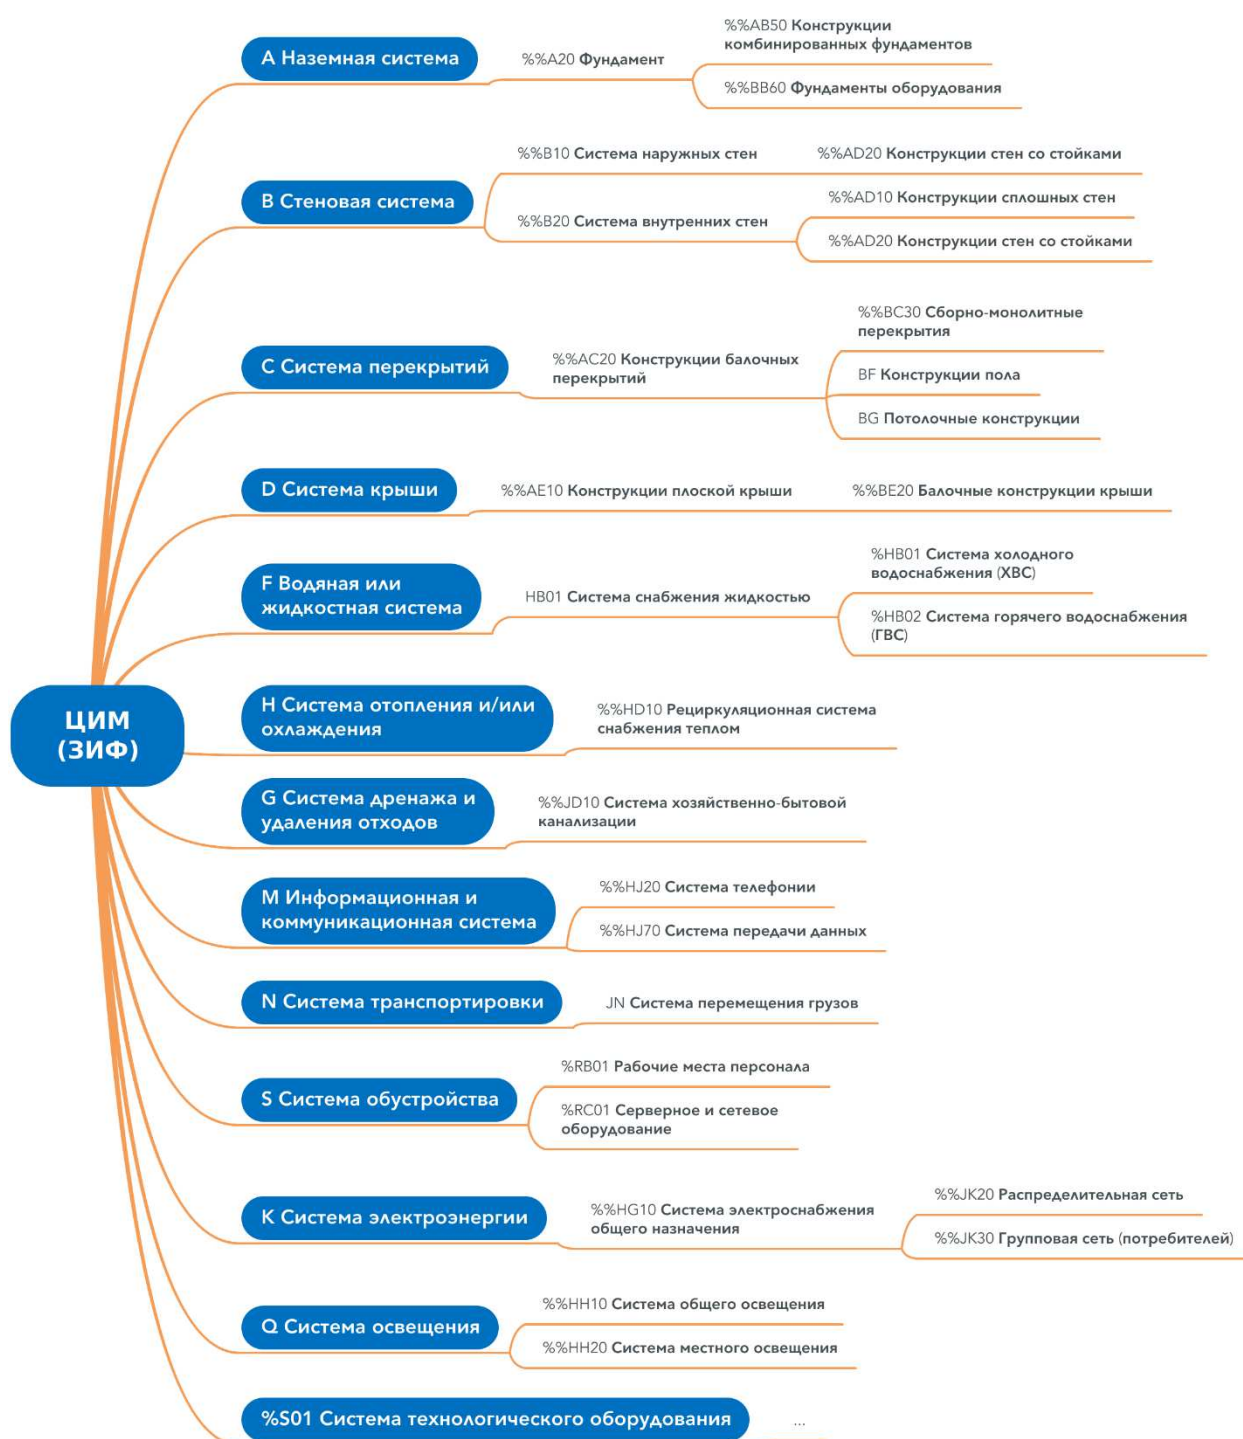 ЦИМ
(ЗИФ)
A Наземная система
%%A20 Фундамент
%%AB50 Конструкции
комбинированных фундаментов
%%BB60 Фундаменты оборудования
B Стеновая система
%%B10 Система наружных стен
%%AD20 Конструкции стен со стойками
%%B20 Система внутренних стен
%%AD10 Конструкции сплошных стен
%%AD20 Конструкции стен со стойками
C Система перекрытий
%%AC20 Конструкции балочных
перекрытий
%%BC30 Сборно-монолитные
перекрытия
BF Конструкции пола
BG Потолочные конструкции
D Система крыши
%%AE10 Конструкции плоской крыши
%%BE20 Балочные конструкции крыши
F Водяная или
жидкостная система
HB01 Система снабжения жидкостью
%HB01 Система холодного
водоснабжения (ХВС)
%HB02 Система горячего водоснабжения
(ГВС)
H Система отопления и/или
охлаждения
%%HD10 Рециркуляционная система
снабжения теплом
G Система дренажа и
удаления отходов
%%JD10 Система хозяйственно-бытовой
канализации
M Информационная и
коммуникационная система
%%HJ20 Система телефонии
%%HJ70 Система передачи данных
N Система транспортировки
JN Система перемещения грузов
S Система обустройства
%RB01 Рабочие места персонала
%RC01 Серверное и сетевое
оборудование
K Система электроэнергии
%%HG10 Система электроснабжения
общего назначения
%%JK20 Распределительная сеть
%%JK30 Групповая сеть (потребителей)
Q Система освещения
%%HH10 Система общего освещения
%%HH20 Система местного освещения
%S01 Система технологического оборудования
...